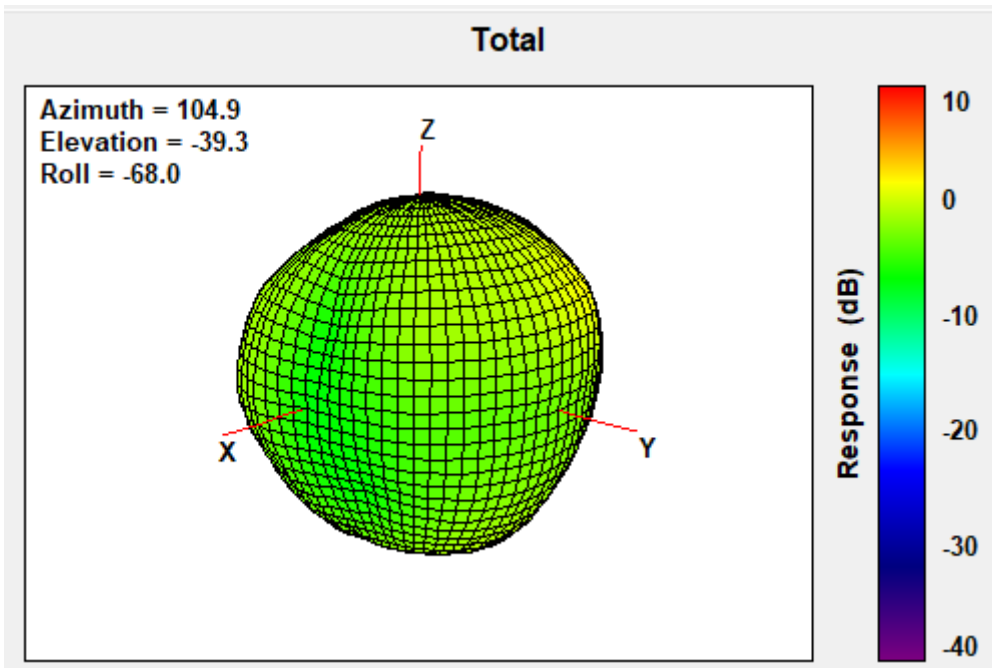 Total
Azimuth = 104.9
Elevation = -39.3
Roll = -68.0
Z
X
Y
10
0
-10
-20
-30
-40
Response (dB)